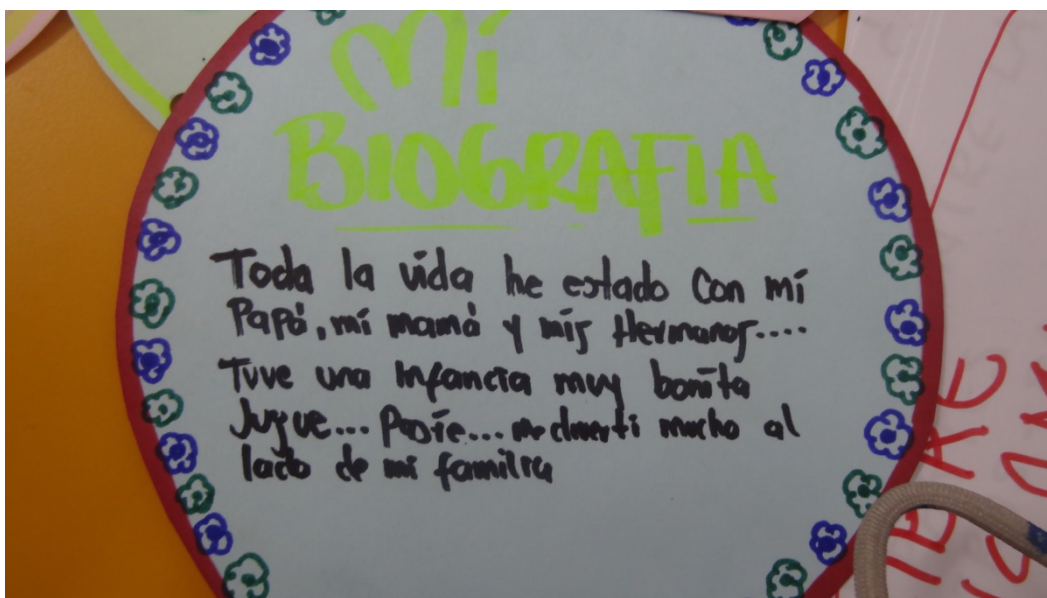 Mi
BIOGRAFIA
Toda la vida he estado con mi
Papá, mi mamá y mis Hermanos....
Tuve una infancia muy bonita
Jugue... Pasie... me diverti mucho al
lado de mi familia